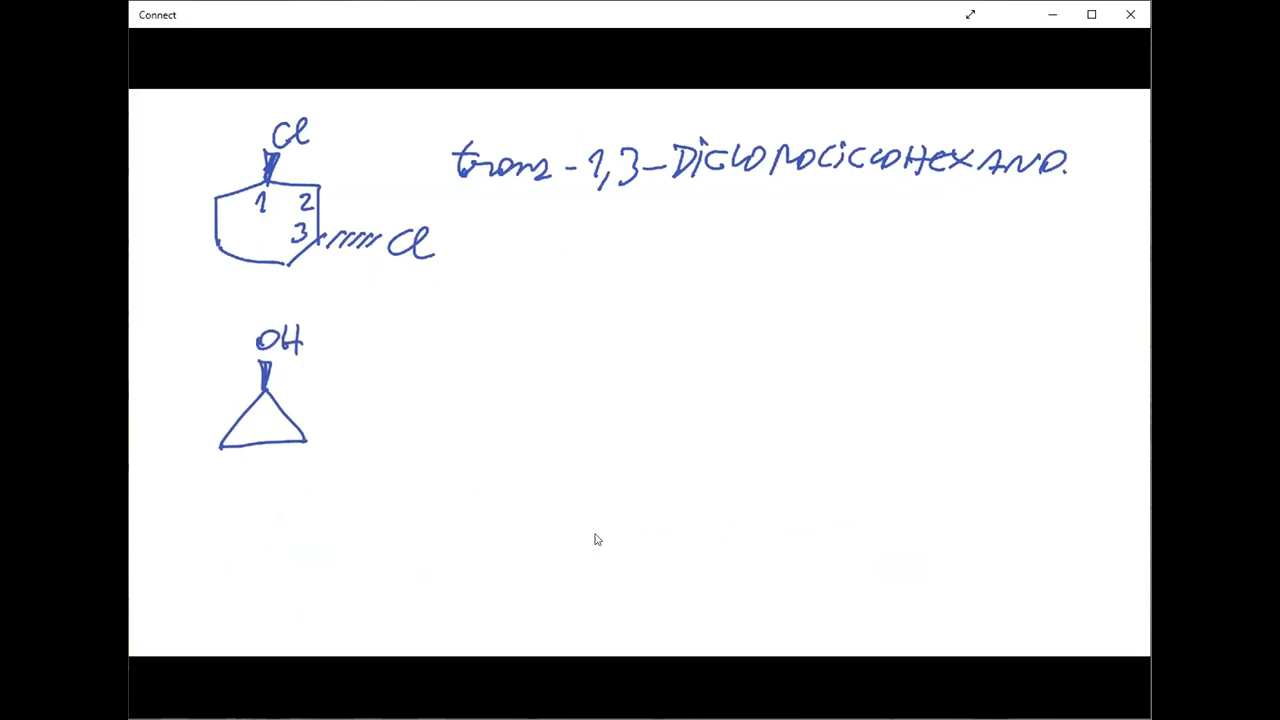 Connect
Cl
trans-1,3-DiCLOROCiCLOHEXANO.
1 2
3
Cl
OH